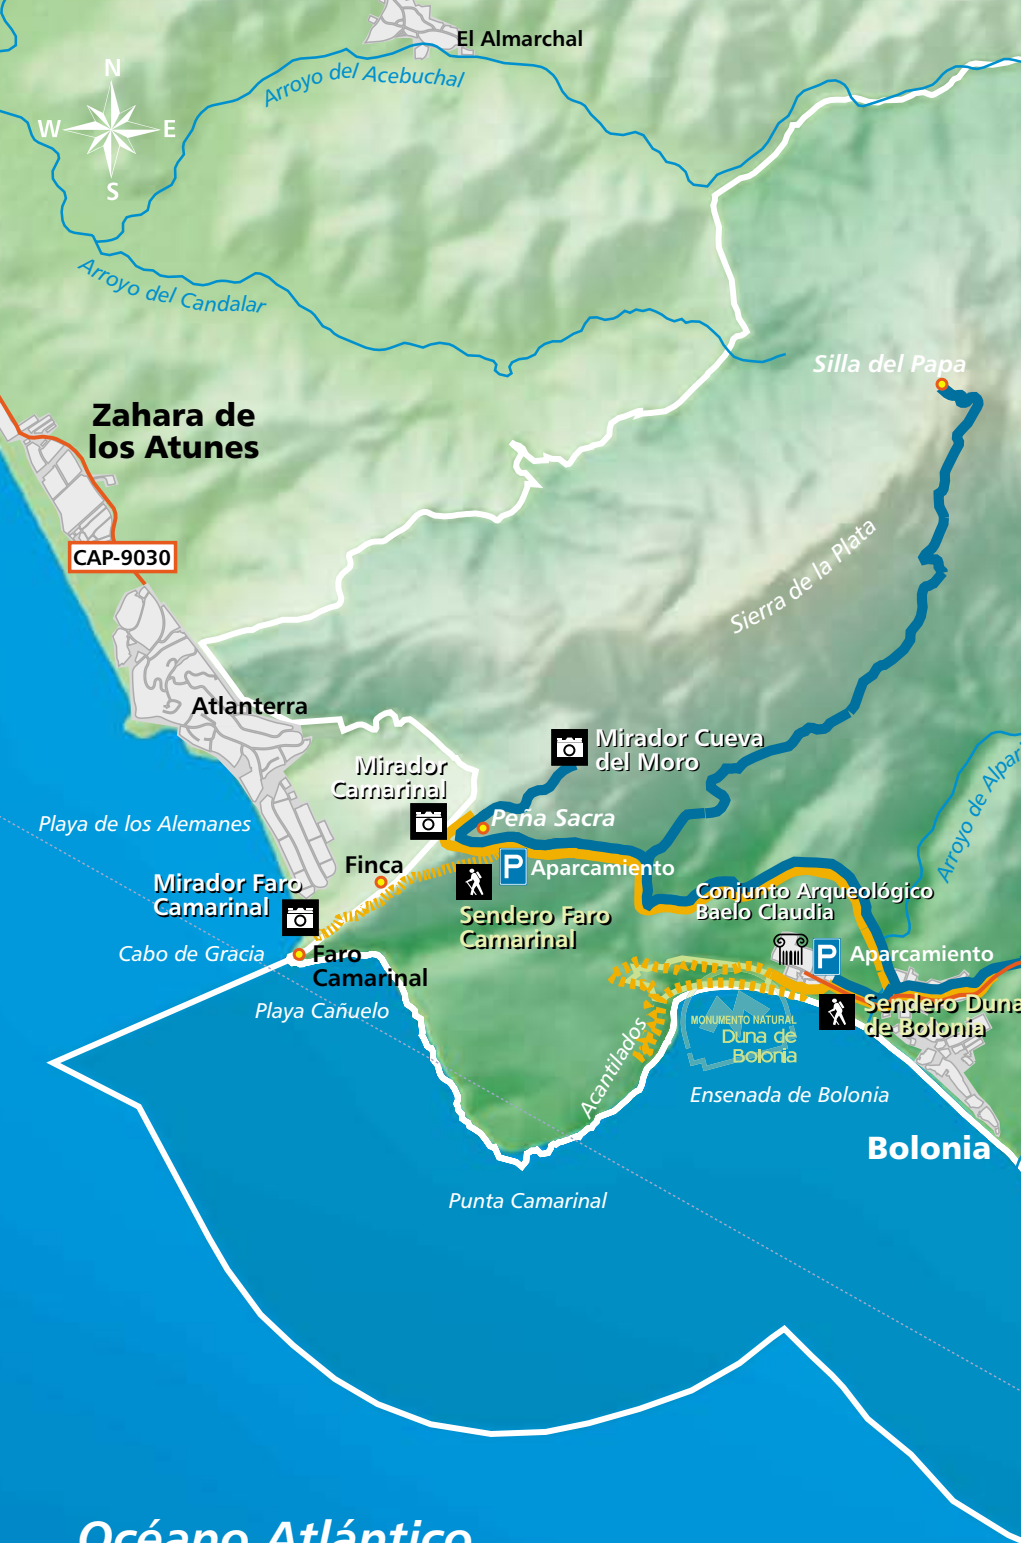 El Almarchal
N
Arroyo del Acebuchal
W
E
S
Arroyo del Candalar
Silla del Papa
Zahara de
los Atunes
CAP-9030
Sierra de la Plata
Atlanterra
Mirador Cueva
del Moro
Mirador
Camarinal
Arroyo de Alpari
Peña Sacra
Playa de los Alemanes
Finca
P
Aparcamiento
Mirador Faro
Camarinal
Conjunto Arqueológico
Baelo Claudia
Sendero Faro
Camarinal
Cabo de Gracia
Faro
Camarinal
P
Aparcamiento
Playa Cañuelo
Sendero Duna
de Bolonia
MONUMENTO NATURAL
Duna de
Bolonia
Acantilados
Ensenada de Bolonia
Bolonia
Punta Camarinal
Océano Atlántico